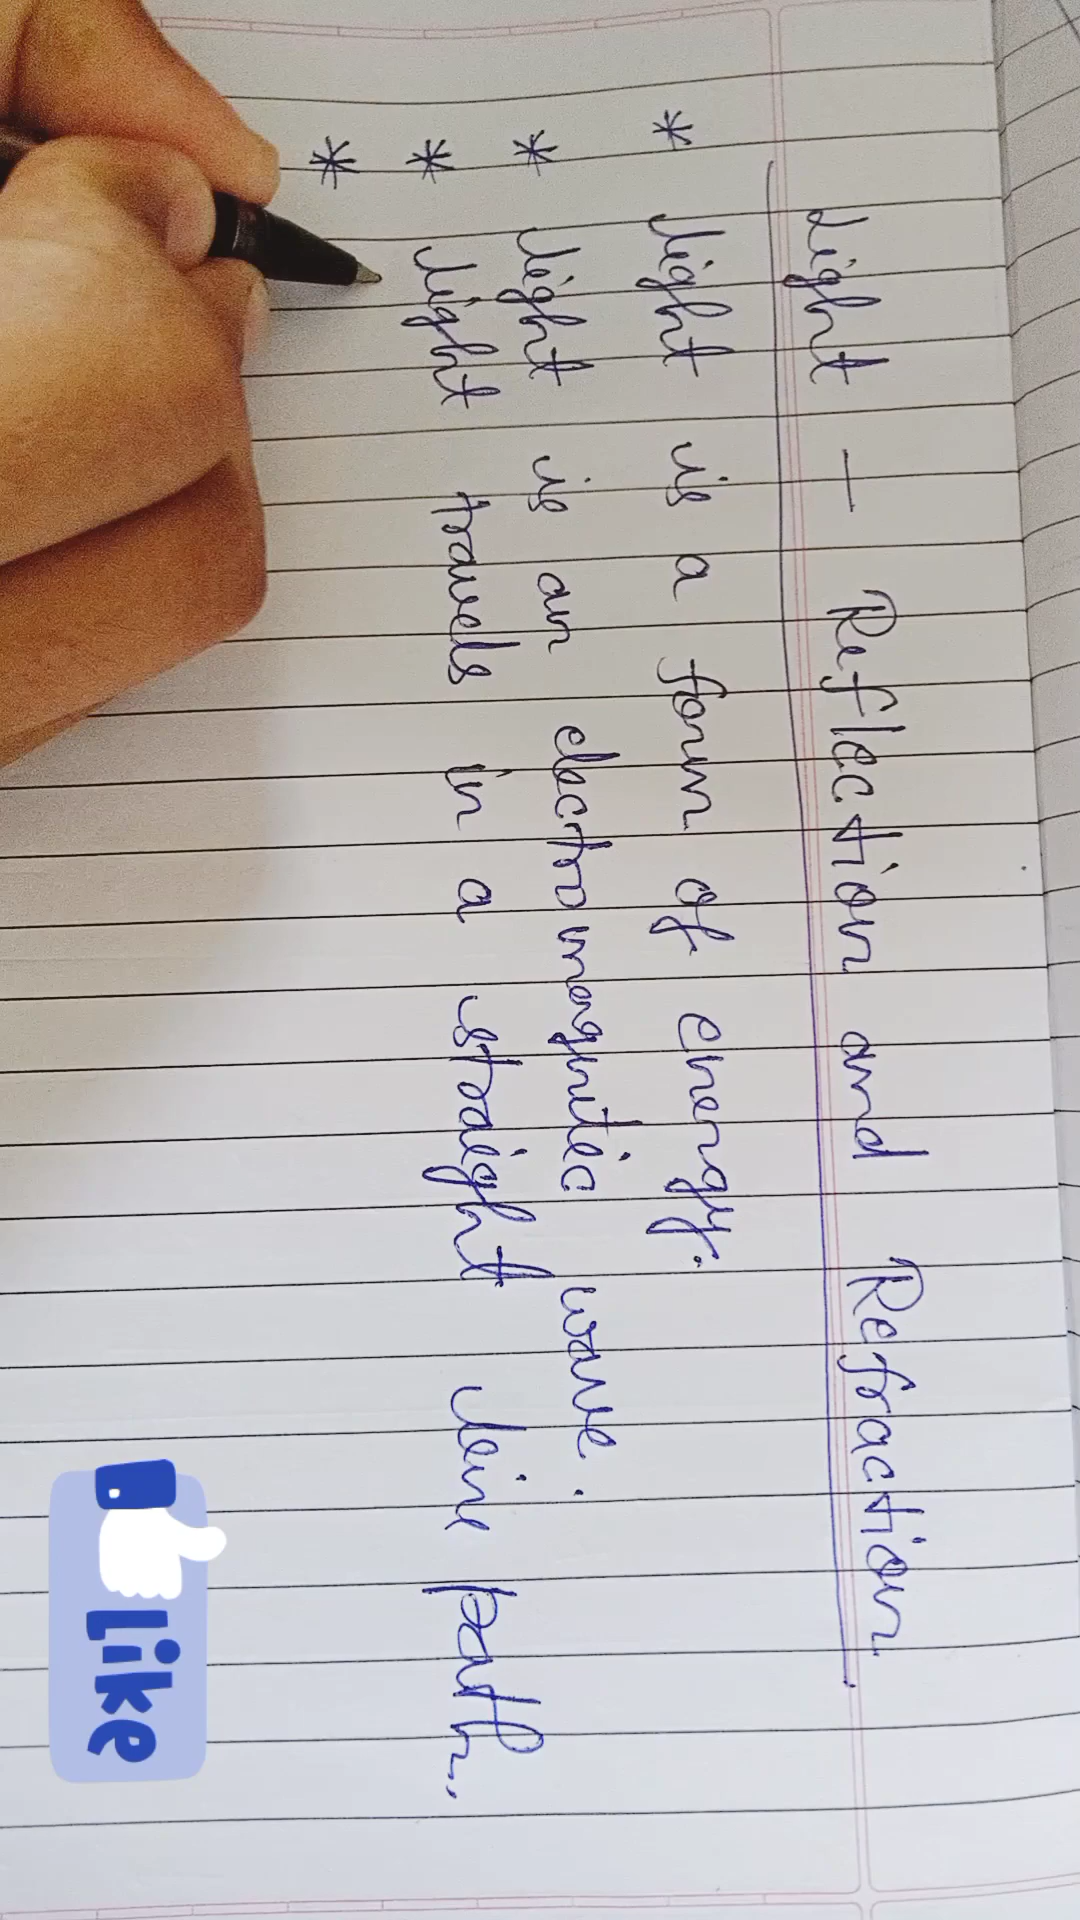 Light — Reflection and Refraction
* Light is a form of energy.
* Light is an electromagnetic wave.
* Light travels in a straight line path.
*
Like